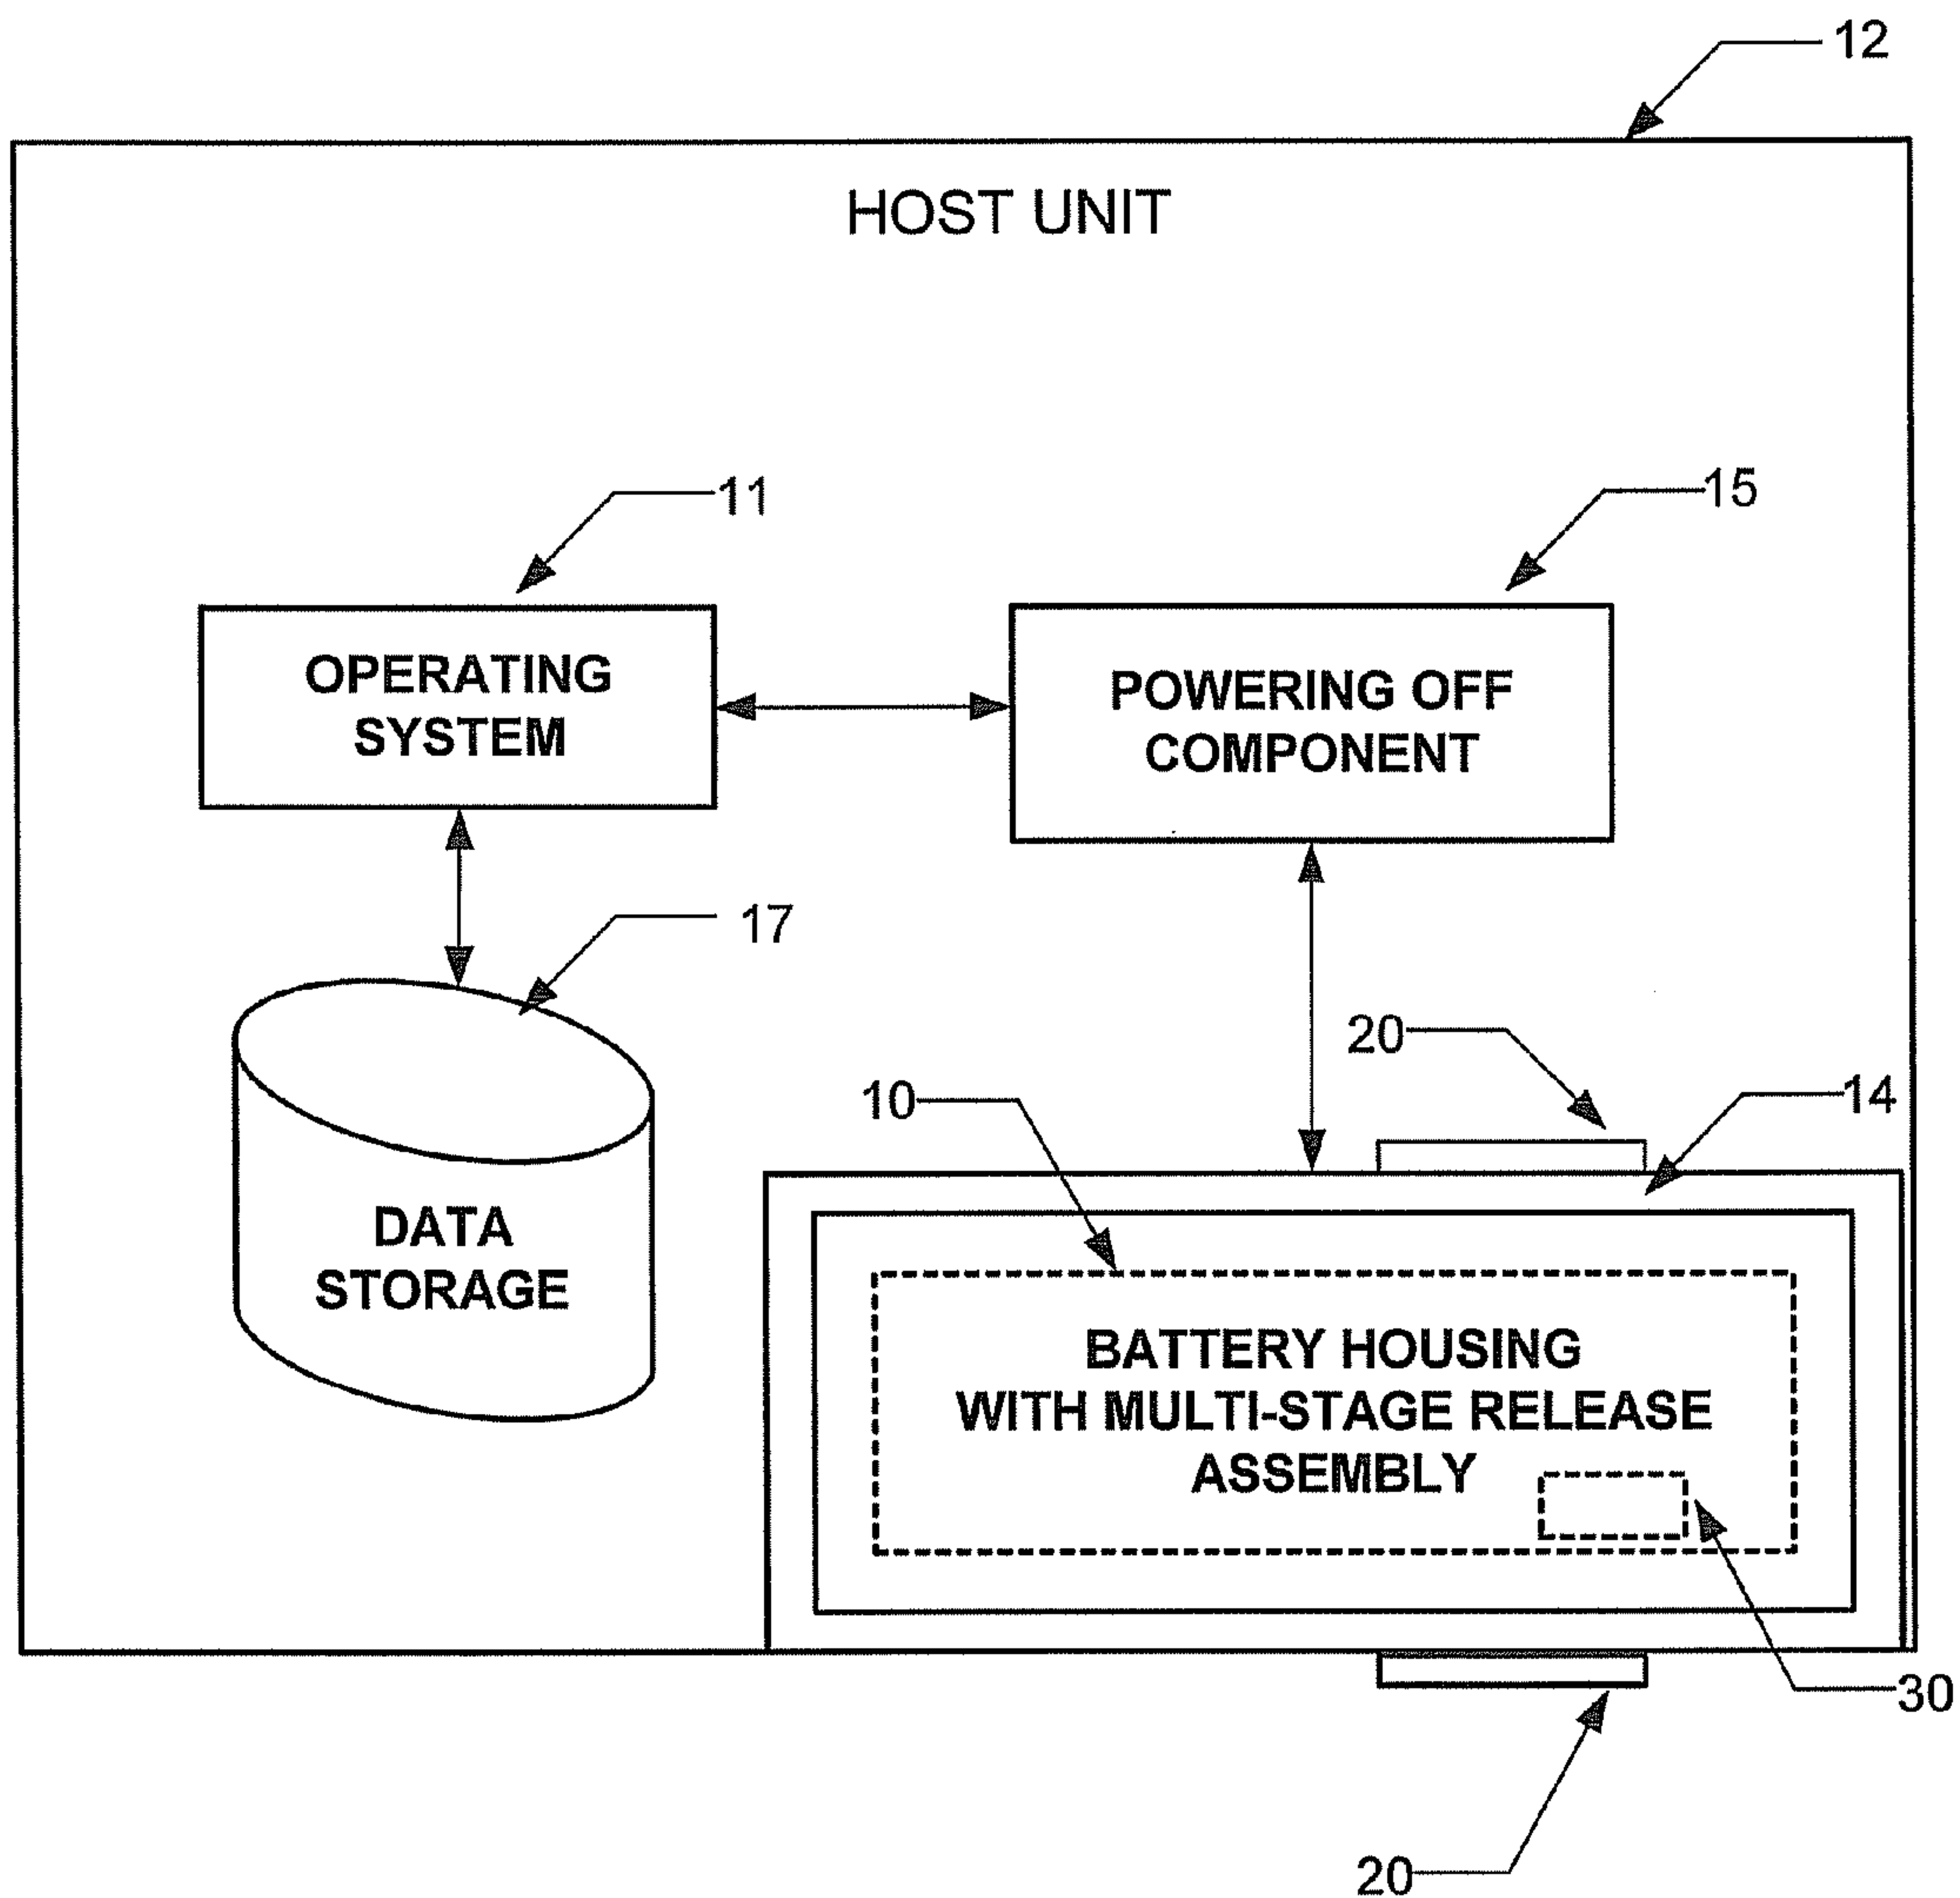 12
HOST UNIT
11
15
OPERATING
SYSTEM
POWERING OFF
COMPONENT
17
20
10
14
DATA
STORAGE
BATTERY HOUSING
WITH MULTI-STAGE RELEASE
ASSEMBLY
30
20